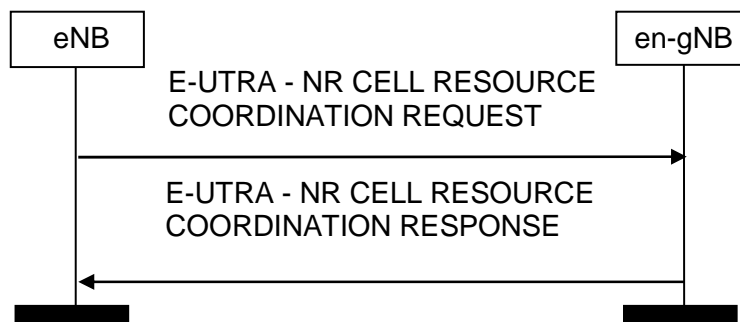 eNB
en-gNB
E-UTRA - NR CELL RESOURCE
COORDINATION REQUEST
E-UTRA - NR CELL RESOURCE
COORDINATION RESPONSE